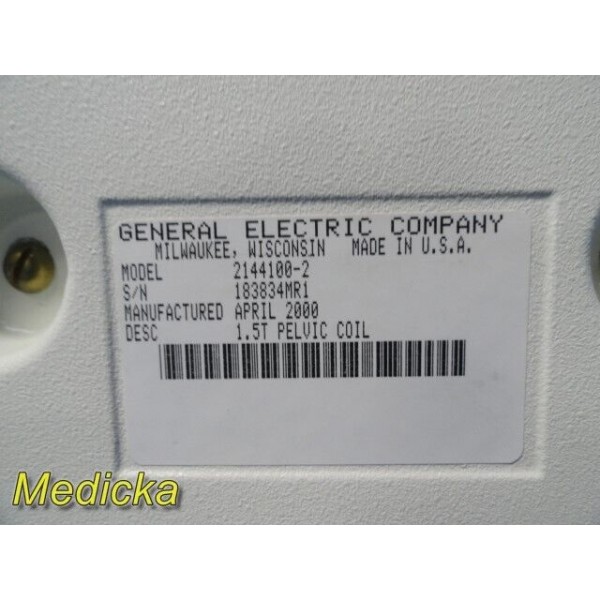 GENERAL ELECTRIC COMPANY
MILWAUKEE, WISCONSIN MADE IN U.S.A.
MODEL 2144100-2
S/N 183834MR1
MANUFACTURED APRIL 2000
DESC 1.5T PELVIC COIL
Medicka